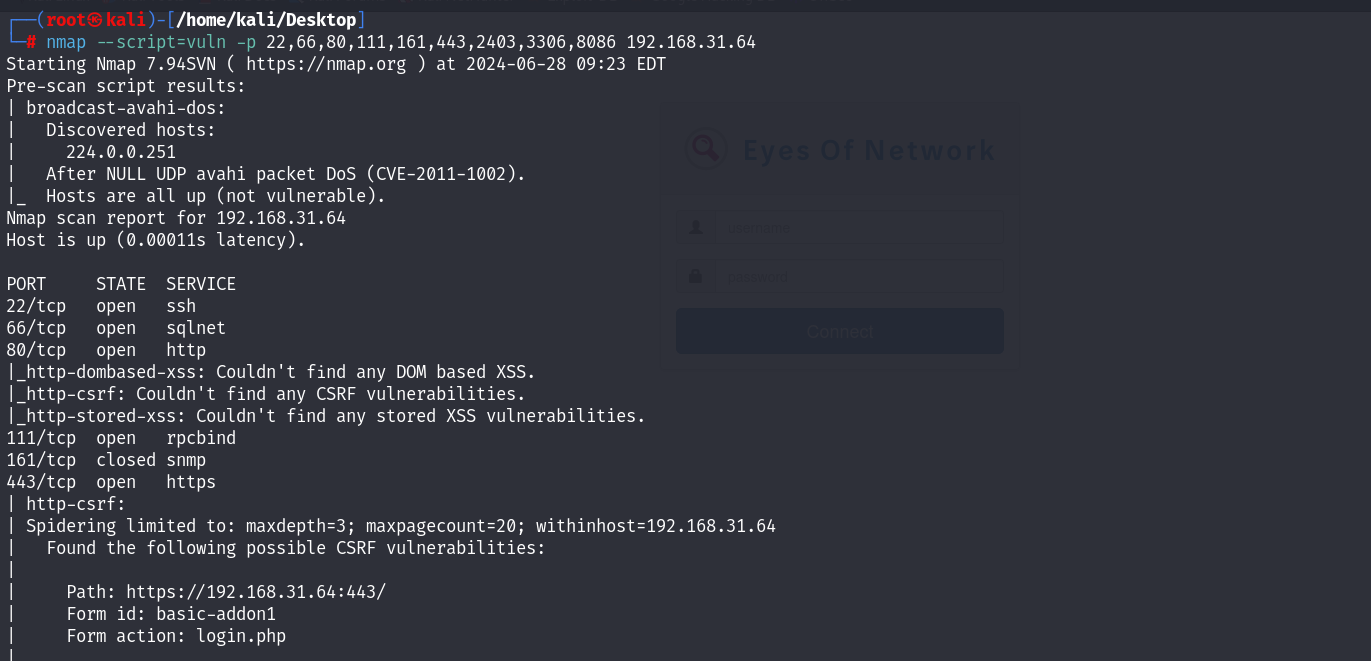 ┌──(root㉿kali)-[/home/kali/Desktop]
└─# nmap --script=vuln -p 22,66,80,111,161,443,2403,3306,8086 192.168.31.64
Starting Nmap 7.94SVN ( https://nmap.org ) at 2024-06-28 09:23 EDT
Pre-scan script results:
| broadcast-avahi-dos:
|   Discovered hosts:
|     224.0.0.251
|   After NULL UDP avahi packet DoS (CVE-2011-1002).
|_  Hosts are all up (not vulnerable).
Nmap scan report for 192.168.31.64
Host is up (0.00011s latency).
PORT     STATE  SERVICE
22/tcp   open   ssh
66/tcp   open   sqlnet
80/tcp   open   http
|_http-dombased-xss: Couldn't find any DOM based XSS.
|_http-csrf: Couldn't find any CSRF vulnerabilities.
|_http-stored-xss: Couldn't find any stored XSS vulnerabilities.
111/tcp  open   rpcbind
161/tcp  closed snmp
443/tcp  open   https
| http-csrf:
| Spidering limited to: maxdepth=3; maxpagecount=20; withinhost=192.168.31.64
|   Found the following possible CSRF vulnerabilities:
|
|     Path: https://192.168.31.64:443/
|     Form id: basic-addon1
|     Form action: login.php
|
Eyes Of Network
username
password
Connect